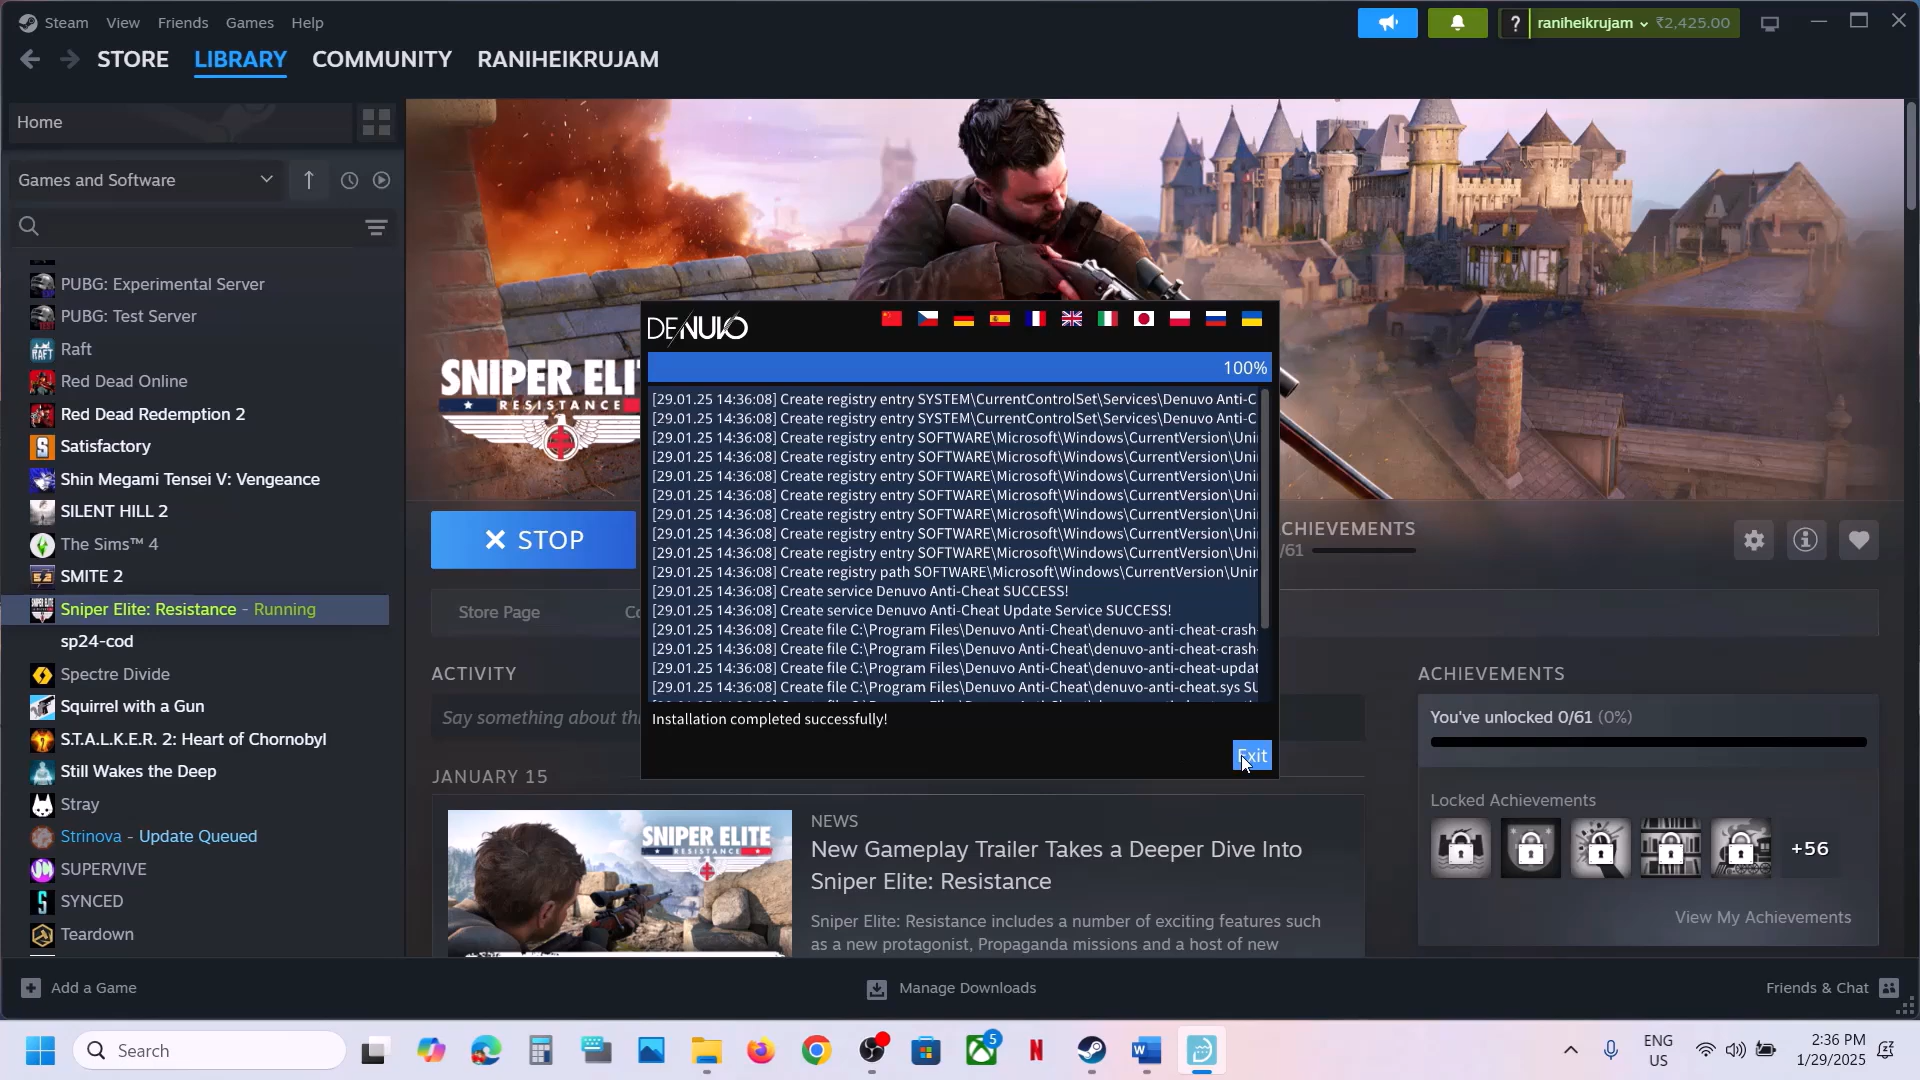 Steam View Friends Games Help
? raniheikrujam ₹2,425.00
STORE LIBRARY COMMUNITY RANIHEIKRUJAM
Home
Games and Software
PUBG: Experimental Server
PUBG: Test Server
Raft
Red Dead Online
Red Dead Redemption 2
Satisfactory
Shin Megami Tensei V: Vengeance
SILENT HILL 2
The Sims™ 4
SMITE 2
Sniper Elite: Resistance - Running
sp24-cod
Spectre Divide
Squirrel with a Gun
S.T.A.L.K.E.R. 2: Heart of Chornobyl
Still Wakes the Deep
Stray
Strinova - Update Queued
SUPERVIVE
SYNCED
Teardown
SNIPER ELI
RESISTANCE
DENUVO
100%
[29.01.25 14:36:08] Create registry entry SYSTEM\CurrentControlSet\Services\Denuvo Anti-C
[29.01.25 14:36:08] Create registry entry SYSTEM\CurrentControlSet\Services\Denuvo Anti-C
[29.01.25 14:36:08] Create registry entry SOFTWARE\Microsoft\Windows\CurrentVersion\Uni
[29.01.25 14:36:08] Create registry entry SOFTWARE\Microsoft\Windows\CurrentVersion\Uni
[29.01.25 14:36:08] Create registry entry SOFTWARE\Microsoft\Windows\CurrentVersion\Uni
[29.01.25 14:36:08] Create registry entry SOFTWARE\Microsoft\Windows\CurrentVersion\Uni
[29.01.25 14:36:08] Create registry entry SOFTWARE\Microsoft\Windows\CurrentVersion\Uni
[29.01.25 14:36:08] Create registry entry SOFTWARE\Microsoft\Windows\CurrentVersion\Uni
[29.01.25 14:36:08] Create registry entry SOFTWARE\Microsoft\Windows\CurrentVersion\Uni
[29.01.25 14:36:08] Create registry path SOFTWARE\Microsoft\Windows\CurrentVersion\Unin
[29.01.25 14:36:08] Create service Denuvo Anti-Cheat SUCCESS!
[29.01.25 14:36:08] Create service Denuvo Anti-Cheat Update Service SUCCESS!
[29.01.25 14:36:08] Create file C:\Program Files\Denuvo Anti-Cheat\denuvo-anti-cheat-crash-
[29.01.25 14:36:08] Create file C:\Program Files\Denuvo Anti-Cheat\denuvo-anti-cheat-crash-
[29.01.25 14:36:08] Create file C:\Program Files\Denuvo Anti-Cheat\denuvo-anti-cheat-updat
[29.01.25 14:36:08] Create file C:\Program Files\Denuvo Anti-Cheat\denuvo-anti-cheat.sys SU
Installation completed successfully!
Exit
STOP
CHIEVEMENTS
/61
Store Page Co
ACTIVITY
Say something about thi
JANUARY 15
SNIPER ELITE
RESISTANCE
NEWS
New Gameplay Trailer Takes a Deeper Dive Into
Sniper Elite: Resistance
Sniper Elite: Resistance includes a number of exciting features such
as a new protagonist, Propaganda missions and a host of new
ACHIEVEMENTS
You've unlocked 0/61 (0%)
Locked Achievements
+56
View My Achievements
Add a Game
Manage Downloads
Friends & Chat
Search
5
ENG
US
2:36 PM
1/29/2025